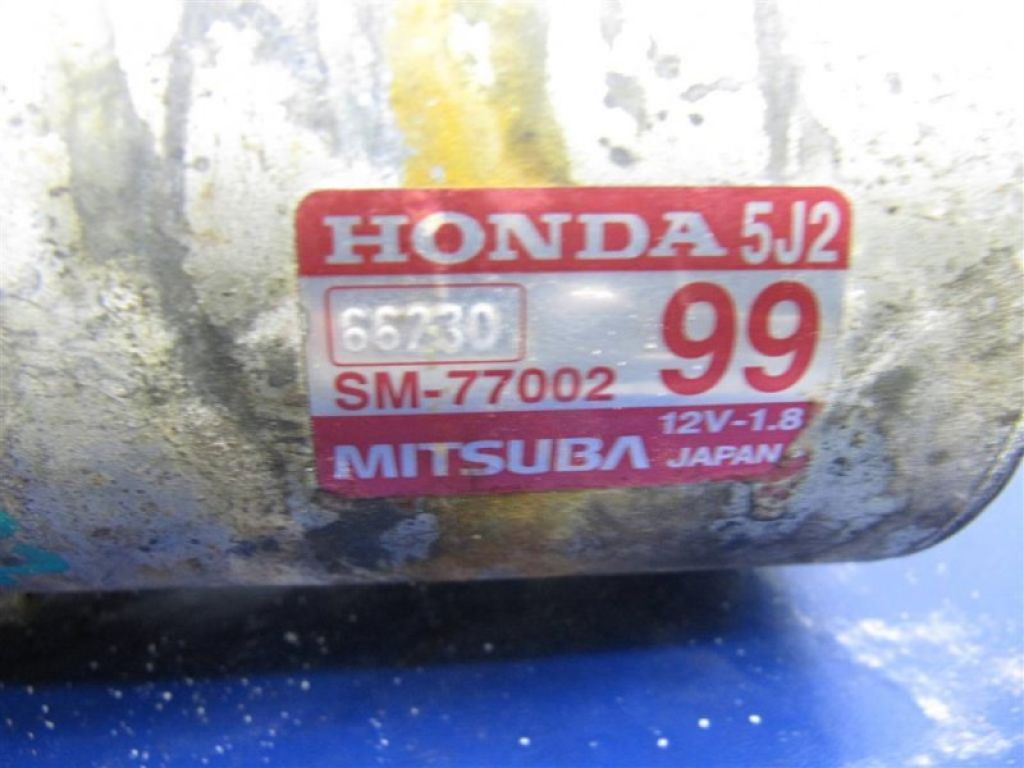 HONDA 5J2
66230 99
SM-77002
12V-1.8
MITSUBA JAPAN